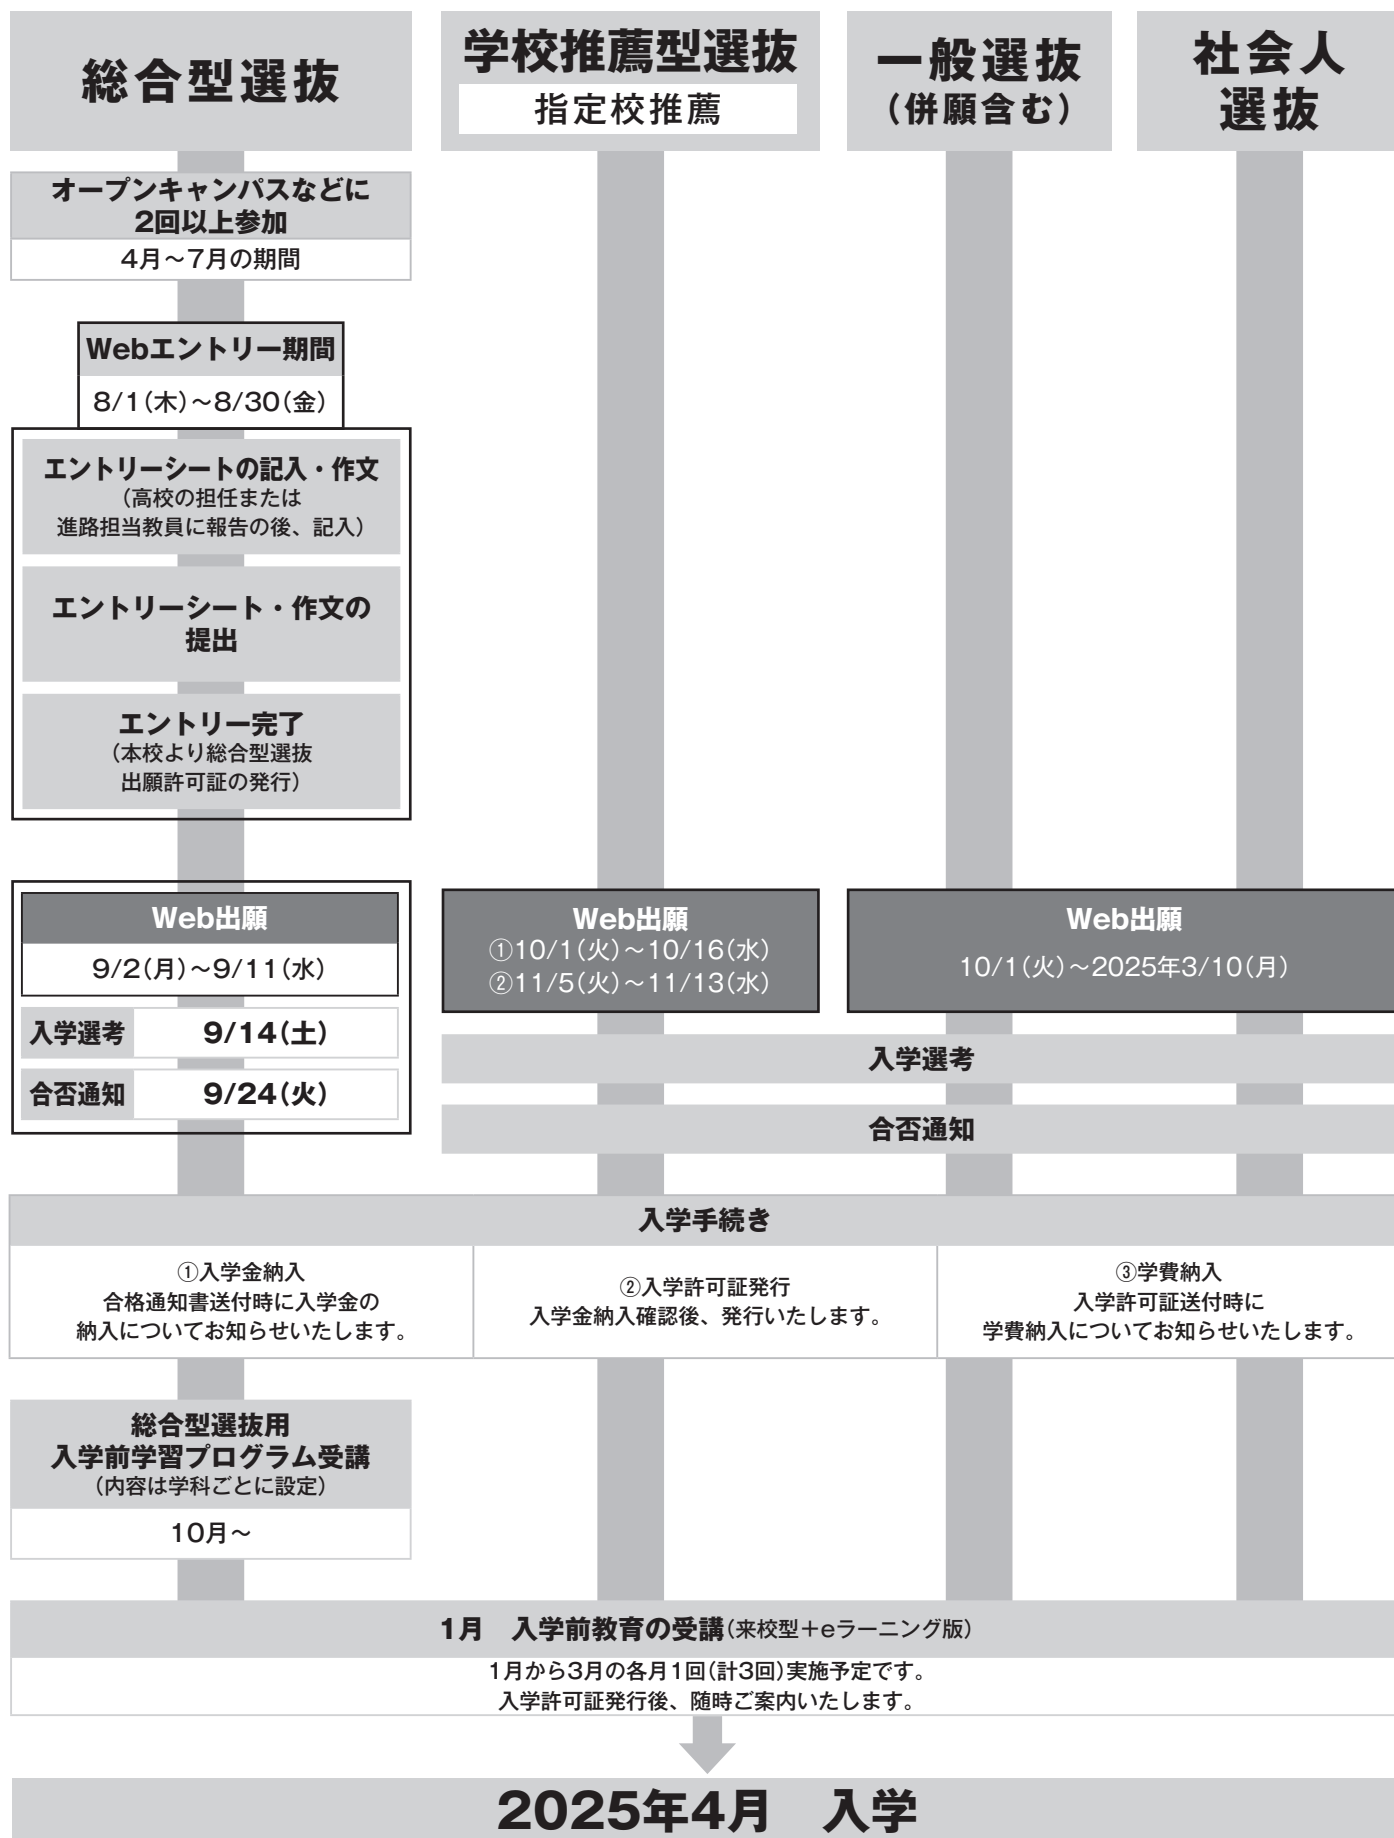 総合型選抜
学校推薦型選抜
指定校推薦
一般選抜
（併願含む）
社会人
選抜
オープンキャンパスなどに
2回以上参加
4月～7月の期間
Webエントリー期間
8/1（木）～8/30（金）
エントリーシートの記入・作文
（高校の担任または
進路担当教員に報告の後、記入）
エントリーシート・作文の
提出
エントリー完了
（本校より総合型選抜
出願許可証の発行）
Web出願
9/2（月）～9/11（水）
入学選考 9/14（土）
合否通知 9/24（火）
Web出願
①10/1（火）～10/16（水）
②11/5（火）～11/13（水）
Web出願
10/1（火）～2025年3/10（月）
入学選考
合否通知
入学手続き
①入学金納入
合格通知書送付時に入学金の
納入についてお知らせいたします。
②入学許可証発行
入学金納入確認後、発行いたします。
③学費納入
入学許可証送付時に
学費納入についてお知らせいたします。
総合型選抜用
入学前学習プログラム受講
（内容は学科ごとに設定）
10月～
1月　入学前教育の受講（来校型＋eラーニング版）
1月から3月の各月1回（計3回）実施予定です。
入学許可証発行後、随時ご案内いたします。
2025年4月　入学